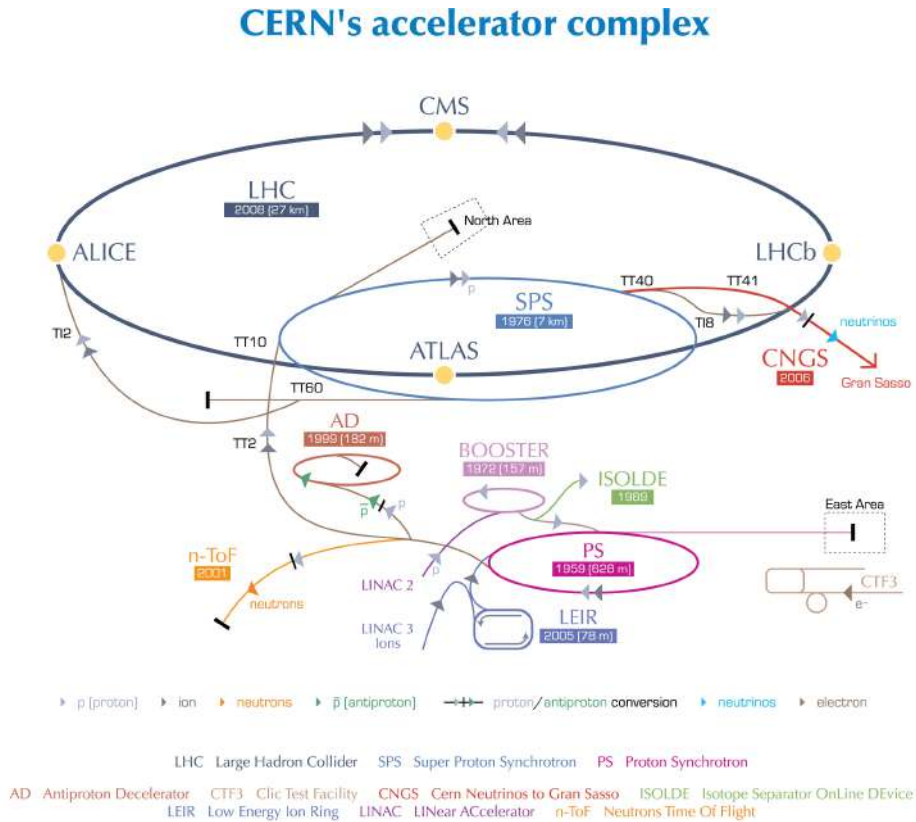 CERN's accelerator complex
CMS
LHC
2008 (27 km)
North Area
ALICE
LHCb
TT40
TT41
SPS
1976 (7 km)
p
TI2
TT10
TI8
neutrinos
ATLAS
CNGS
2006
Gran Sasso
TT60
AD
1999 (182 m)
TT2
BOOSTER
1972 (157 m)
ISOLDE
1989
East Area
p̅
p
n-ToF
2001
PS
1959 (628 m)
p
LINAC 2
CTF3
e-
neutrons
LEIR
2005 (78 m)
LINAC 3
Ions
p (proton) ion neutrons p̅ (antiproton) proton/antiproton conversion neutrinos electron
LHC Large Hadron Collider SPS Super Proton Synchrotron PS Proton Synchrotron
AD Antiproton Decelerator CTF3 Clic Test Facility CNGS Cern Neutrinos to Gran Sasso ISOLDE Isotope Separator OnLine DEvice
LEIR Low Energy Ion Ring LINAC LINear ACcelerator n-ToF Neutrons Time Of Flight